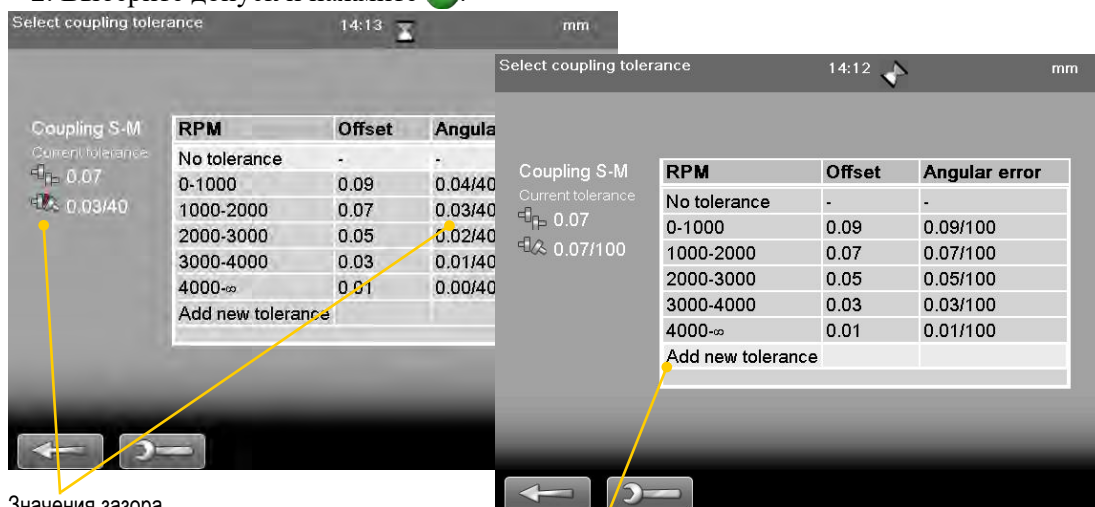 2. Выберите допуск и нажмите
Select coupling tolerance 14:13 mm
Coupling S-M
Current tolerance
0.07
0.03/40
RPM Offset Angula
No tolerance - -
0-1000 0.09 0.04/40
1000-2000 0.07 0.03/40
2000-3000 0.05 0.02/40
3000-4000 0.03 0.01/40
4000-∞ 0.01 0.00/40
Add new tolerance
Значения зазора
Select coupling tolerance 14:12 mm
Coupling S-M
Current tolerance
0.07
0.07/100
RPM Offset Angular error
No tolerance - -
0-1000 0.09 0.09/100
1000-2000 0.07 0.07/100
2000-3000 0.05 0.05/100
3000-4000 0.03 0.03/100
4000-∞ 0.01 0.01/100
Add new tolerance